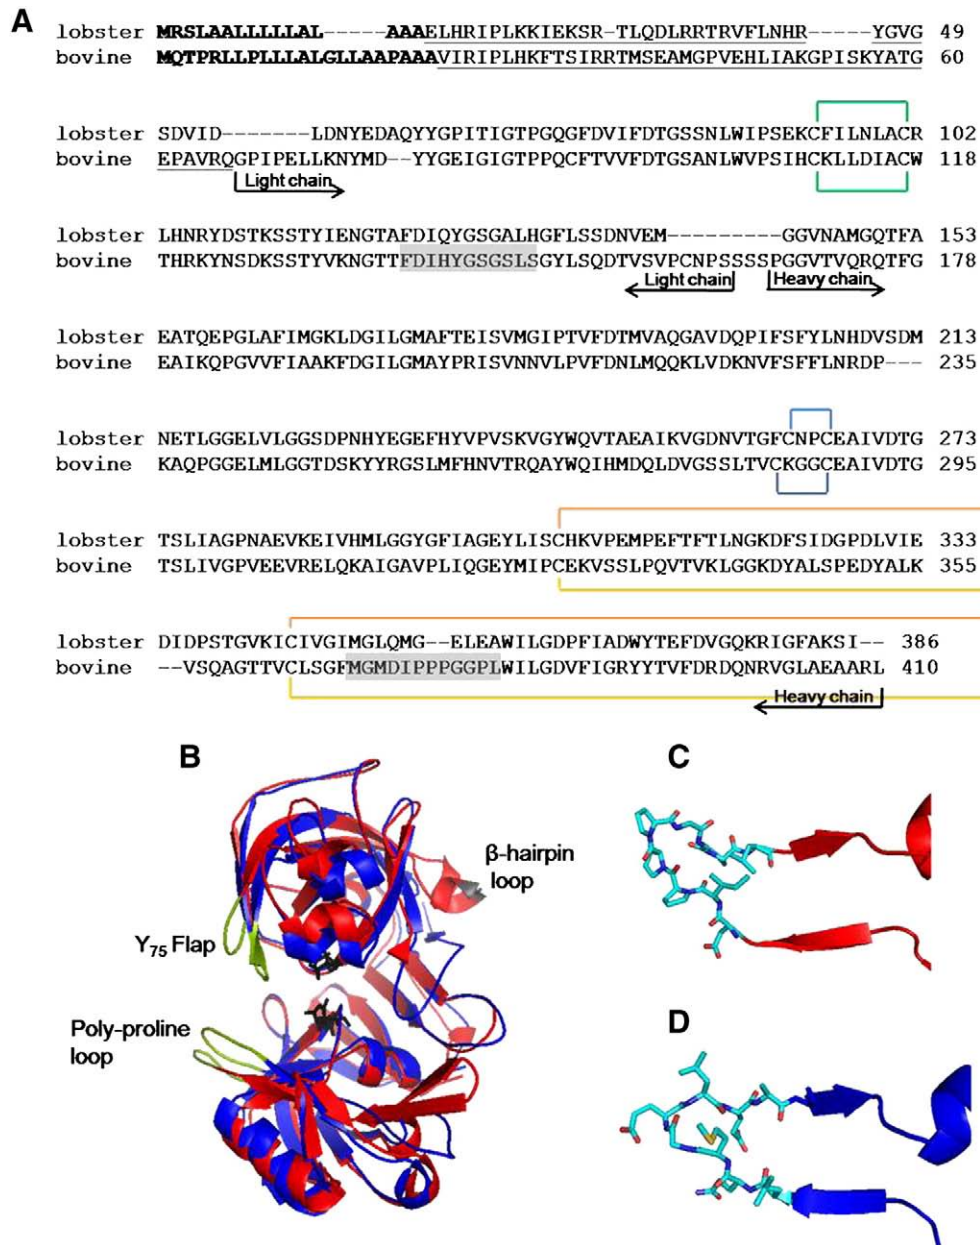 A
lobster MRSLAALLLLLAL-----AAAELHRIPLKKIEKSR-TLQDLRRTRVFLNHR-----YGVG 49
bovine MQTPRLLPLLLALGLLAAPAAAVIRIPLHKFTSIRRTMSEAMGPVEHLIAKGPISKYATG 60
lobster SDVID-------LDNYEDAQYYGPITIGTPGQGFDVIFDTGSSNLWIPSEKCFILNLACR 102
bovine EPAVRQGPIPELLKNYMD--YYGEIGIGTPPQCFTVVFDTGSANLWVPSIHCKLLDIACW 118
Light chain
lobster LHNRYDSTKSSTYIENGTAFDIQYGSGALHGFLSSDNVEM---------GGVNAMGQTFA 153
bovine THRKYNSDKSSTYVKNGTTFDIHYGSGSLSGYLSQDTVSVPCNPSSSSPGGVTVQRQTFG 178
Light chain Heavy chain
lobster EATQEPGLAFIMGKLDGILGMAFTEISVMGIPTVFDTMVAQGAVDQPIFSFYLNHDVSDM 213
bovine EAIKQPGVVFIAAKFDGILGMAYPRISVNNVLPVFDNLMQQKLVDKNVFSFFLNRDP--- 235
lobster NETLGGELVLGGSDPNHYEGEFHYVPVSKVGYWQVTAEAIKVGDNVTGFCNPCEAIVDTG 273
bovine KAQPGGELMLGGTDSKYYRGSLMFHNVTRQAYWQIHMDQLDVGSSLTVCKGGCEAIVDTG 295
lobster TSLIAGPNAEVKEIVHMLGGYGFIAGEYLISCHKVPEMPEFTFTLNGKDFSIDGPDLVIE 333
bovine TSLIVGPVEEVRELQKAIGAVPLIQGEYMIPCEKVSSLPQVTVKLGGKDYALSPEDYALK 355
lobster DIDPSTGVKICIVGIMGLQMG--ELEAWILGDPFIADWYTEFDVGQKRIGFAKSI-- 386
bovine --VSQAGTTVCLSGFMGMDIPPPGGPLWILGDVFIGRYYTVFDRDQNRVGLAEAARL 410
Heavy chain
B
β-hairpin
loop
Y₇₅ Flap
Poly-proline
loop
C
D